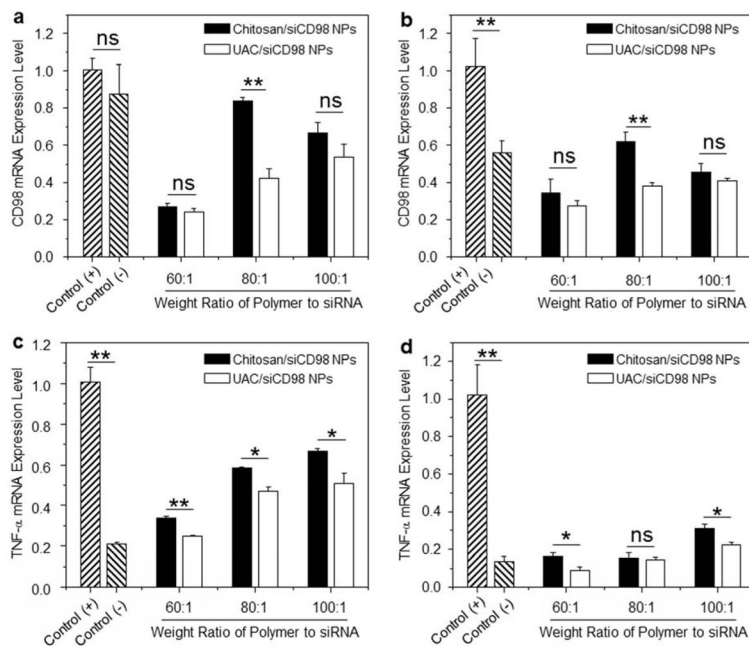 a
CD98 mRNA Expression Level
1.2
1.0
0.8
0.6
0.4
0.2
0.0
ns
ns
**
ns
Chitosan/siCD98 NPs
UAC/siCD98 NPs
Control (+)
Control (-)
60:1
80:1
100:1
Weight Ratio of Polymer to siRNA
b
CD98 mRNA Expression Level
1.2
1.0
0.8
0.6
0.4
0.2
0.0
**
ns
**
ns
Chitosan/siCD98 NPs
UAC/siCD98 NPs
Control (+)
Control (-)
60:1
80:1
100:1
Weight Ratio of Polymer to siRNA
c
TNF-α mRNA Expression Level
1.2
1.0
0.8
0.6
0.4
0.2
0.0
**
**
*
*
Chitosan/siCD98 NPs
UAC/siCD98 NPs
Control (+)
Control (-)
60:1
80:1
100:1
Weight Ratio of Polymer to siRNA
d
TNF-α mRNA Expression Level
1.2
1.0
0.8
0.6
0.4
0.2
0.0
**
*
ns
*
Chitosan/siCD98 NPs
UAC/siCD98 NPs
Control (+)
Control (-)
60:1
80:1
100:1
Weight Ratio of Polymer to siRNA